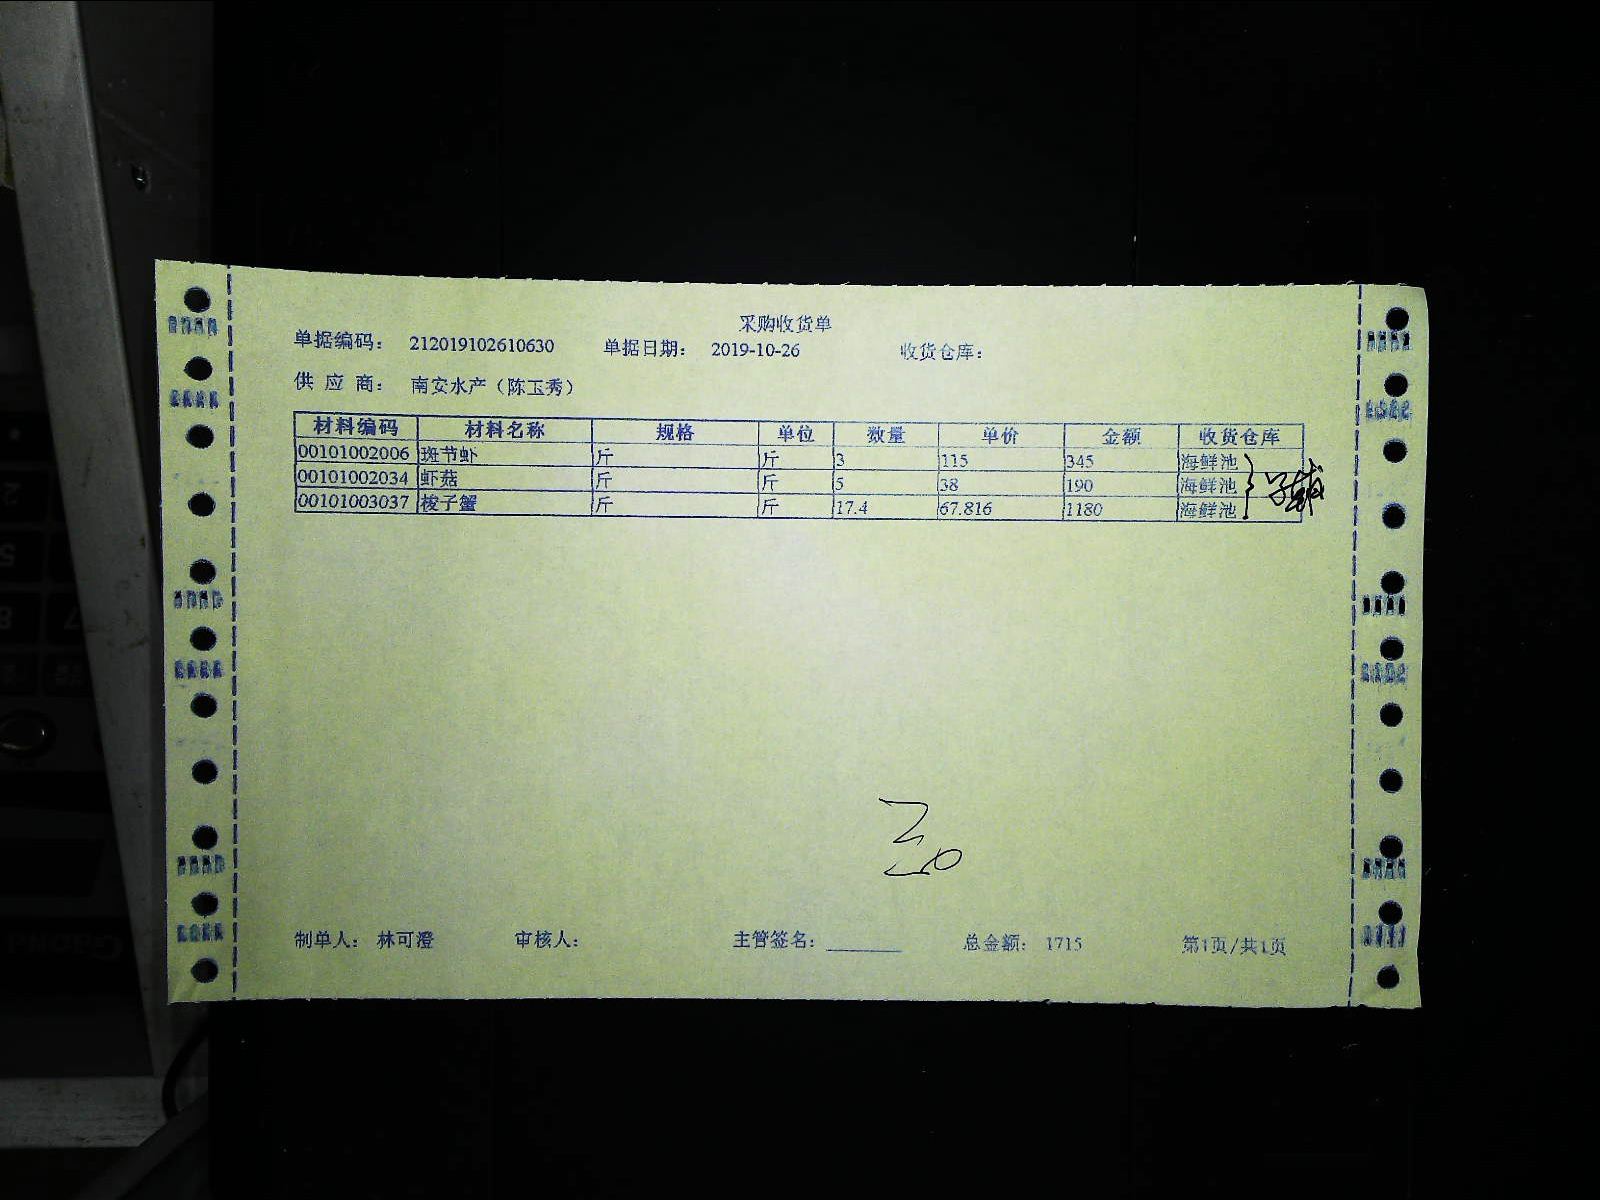 采购收货单
单据编码: 212019102610630 单据日期: 2019-10-26 收货仓库:
供 应 商: 南安水产（陈玉秀）
材料编码 材料名称 规格 单位 数量 单价 金额 收货仓库
00101002006 斑节虾 斤 斤 3 115 345 海鲜池
00101002034 虾菇 斤 斤 5 38 190 海鲜池
00101003037 梭子蟹 斤 斤 17.4 67.816 1180 海鲜池
制单人: 林可澄 审核人: 主管签名: 总金额: 1715 第1页/共1页